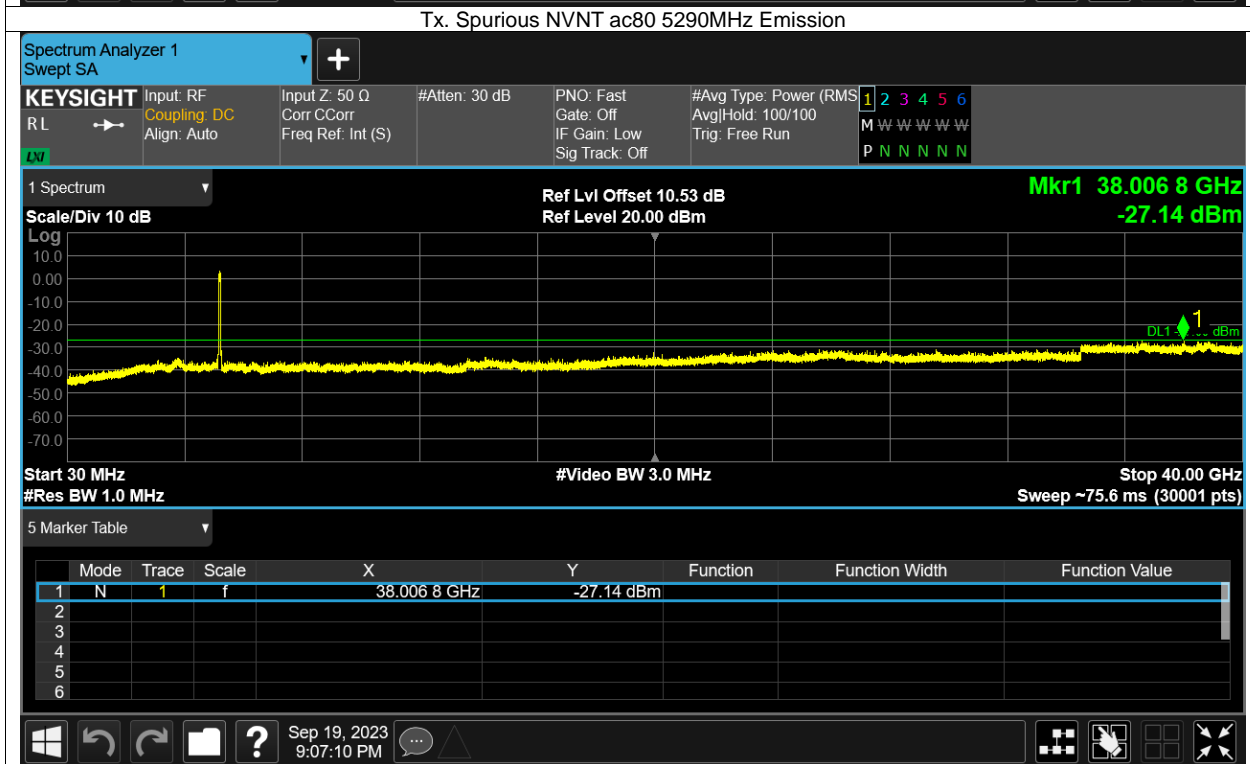 Tx. Spurious NVNT ac80 5290MHz Emission
Spectrum Analyzer 1
Swept SA
+
KEYSIGHT Input: RF Input Z: 50 Ω #Atten: 30 dB PNO: Fast #Avg Type: Power (RMS 1 2 3 4 5 6
RL Coupling: DC Corr CCorr Gate: Off Avg|Hold: 100/100 M W W W W W
Align: Auto Freq Ref: Int (S) IF Gain: Low Trig: Free Run
LXI Sig Track: Off P N N N N N
1 Spectrum Ref Lvl Offset 10.53 dB Mkr1 38.006 8 GHz
Scale/Div 10 dB Ref Level 20.00 dBm -27.14 dBm
Log
10.0
0.00
-10.0
-20.0
1
DL1 dBm
-30.0
-40.0
-50.0
-60.0
-70.0
Start 30 MHz #Video BW 3.0 MHz Stop 40.00 GHz
#Res BW 1.0 MHz Sweep ~75.6 ms (30001 pts)
5 Marker Table
Mode Trace Scale X Y Function Function Width Function Value
1 N 1 f 38.006 8 GHz -27.14 dBm
2
3
4
5
6
? Sep 19, 2023
9:07:10 PM